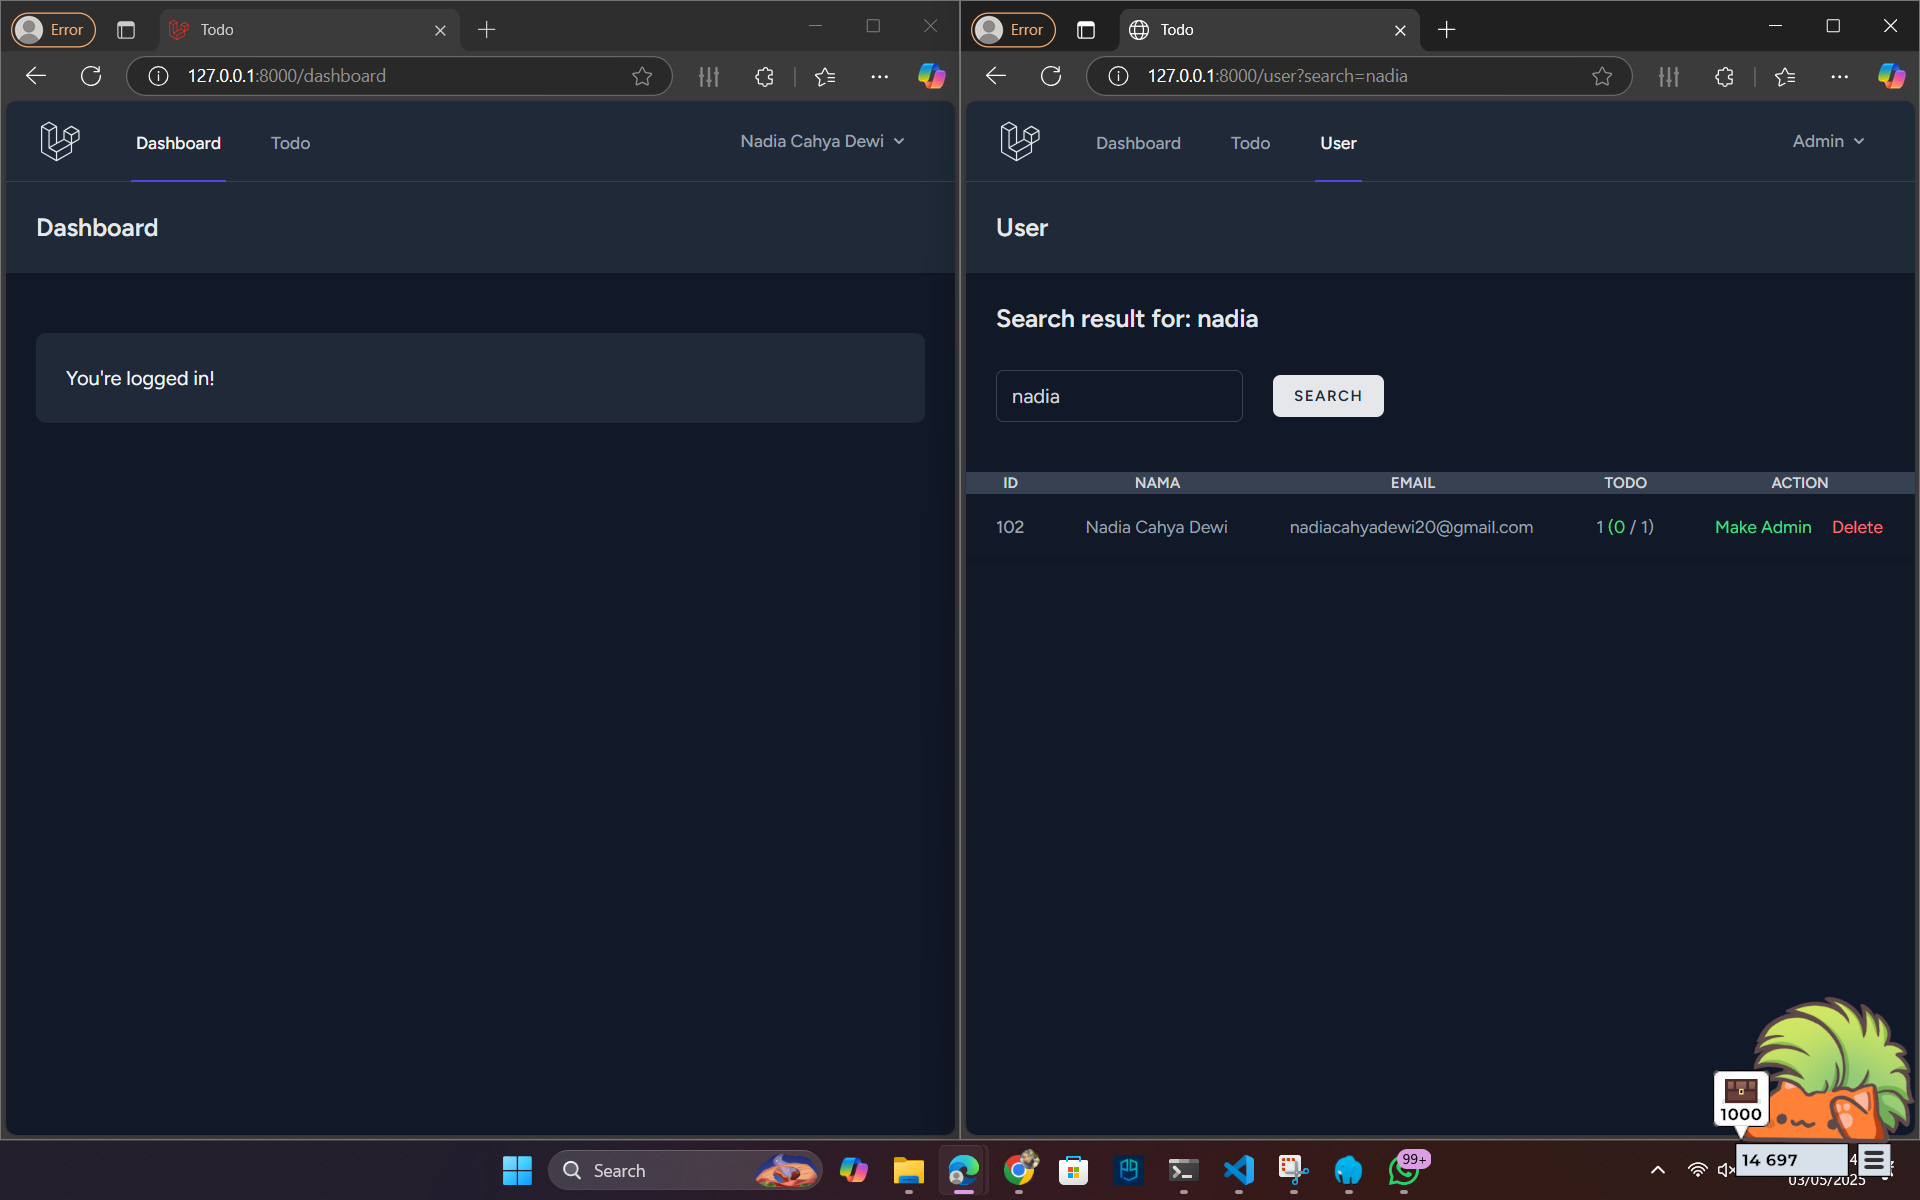 Error
Todo
127.0.0.1:8000/dashboard
Dashboard
Todo
Nadia Cahya Dewi
Dashboard
You're logged in!
Error
Todo
127.0.0.1:8000/user?search=nadia
Dashboard
Todo
User
Admin
User
Search result for: nadia
nadia
SEARCH
ID NAMA EMAIL TODO ACTION
102 Nadia Cahya Dewi nadiacahyadewi20@gmail.com 1 (0 / 1) Make Admin Delete
1000
Search
99+
14 697
03/05/2025